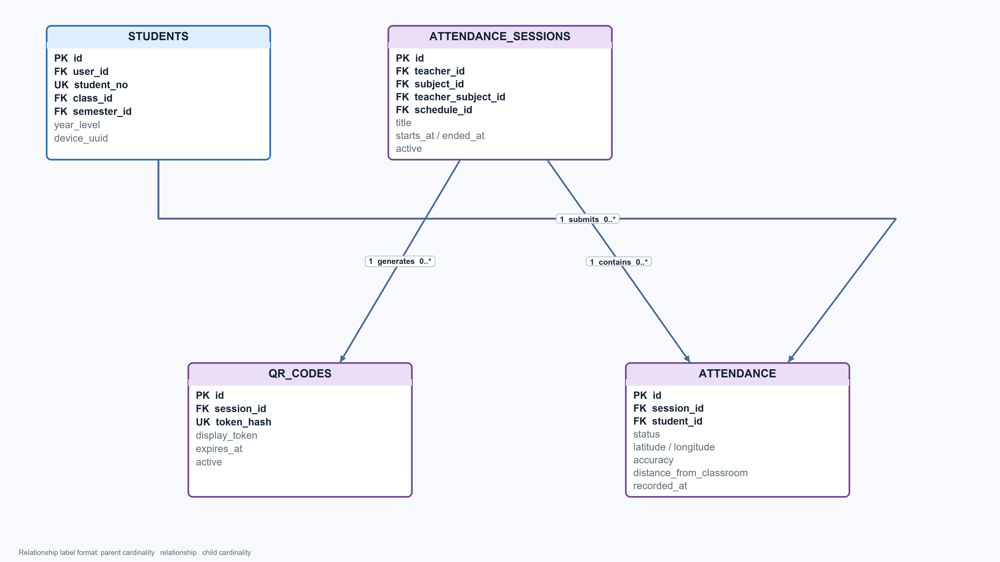 STUDENTS
PK id
FK user_id
UK student_no
FK class_id
FK semester_id
year_level
device_uuid
ATTENDANCE_SESSIONS
PK id
FK teacher_id
FK subject_id
FK teacher_subject_id
FK schedule_id
title
starts_at / ended_at
active
1 submits 0..*
1 generates 0..*
1 contains 0..*
QR_CODES
PK id
FK session_id
UK token_hash
display_token
expires_at
active
ATTENDANCE
PK id
FK session_id
FK student_id
status
latitude / longitude
accuracy
distance_from_classroom
recorded_at
Relationship label format: parent cardinality relationship child cardinality